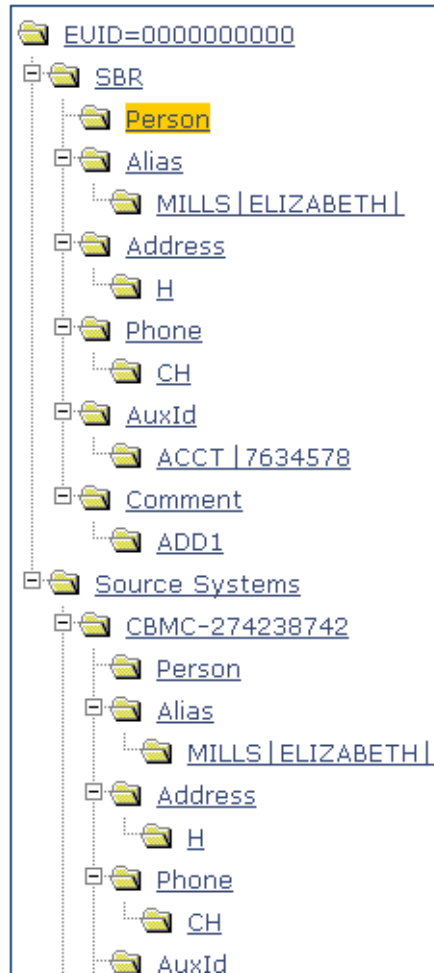 EUID=0000000000
SBR
Person
Alias
MILLS|ELIZABETH|
Address
H
Phone
CH
AuxId
ACCT|7634578
Comment
ADD1
Source Systems
CBMC-274238742
Person
Alias
MILLS|ELIZABETH|
Address
H
Phone
CH
AuxId